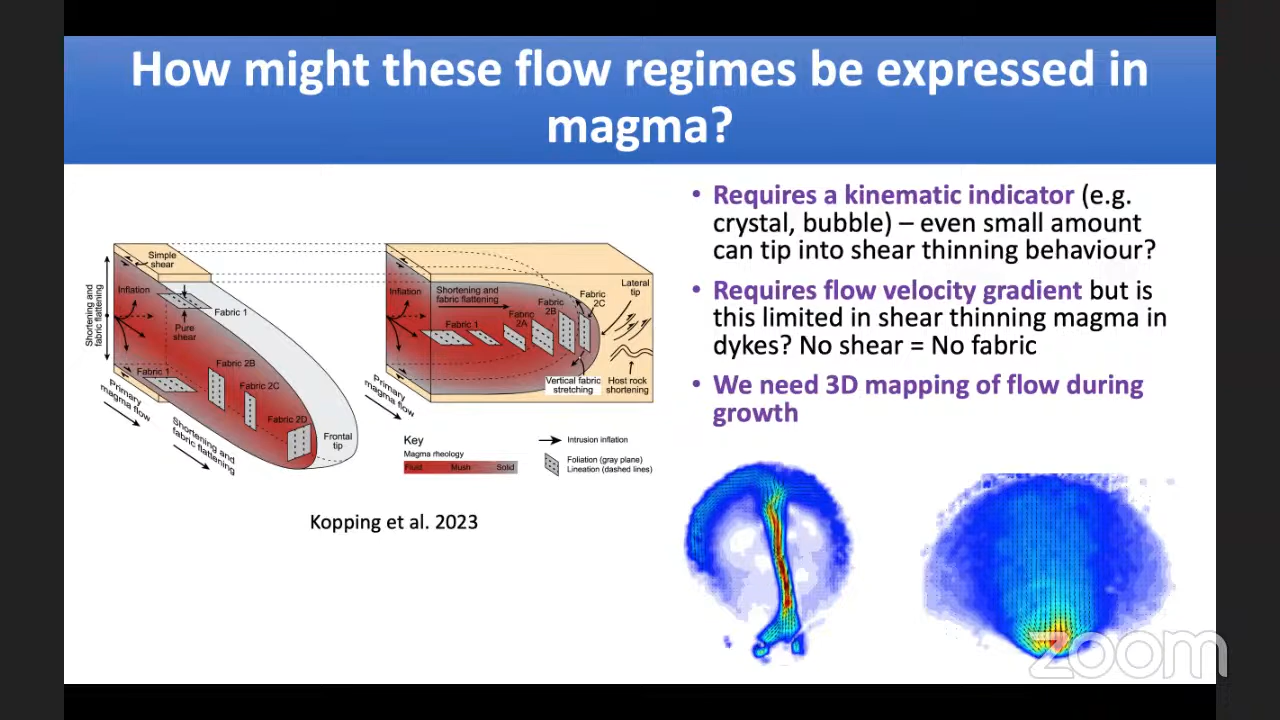 How might these flow regimes be expressed in
magma?
• Requires a kinematic indicator (e.g.
crystal, bubble) – even small amount
can tip into shear thinning behaviour?
• Requires flow velocity gradient but is
this limited in shear thinning magma in
dykes? No shear = No fabric
• We need 3D mapping of flow during
growth
Simple
shear
Inflation
Shortening and
fabric flattening
Fabric 1
Pure
shear
Fabric 1
Fabric 2B
Fabric 2C
Fabric 2D
Frontal
tip
Primary
magma flow
Shortening and
fabric flattening
Inflation
Shortening and
fabric flattening
Fabric 1
Fabric
2A
Fabric
2B
Fabric
2C
Lateral
tip
Vertical fabric
stretching
Host rock
shortening
Primary
magma flow
Key
Magma rheology
Fluid Mush Solid
Intrusion inflation
Foliation (gray plane)
Lineation (dashed lines)
Kopping et al. 2023
zoom